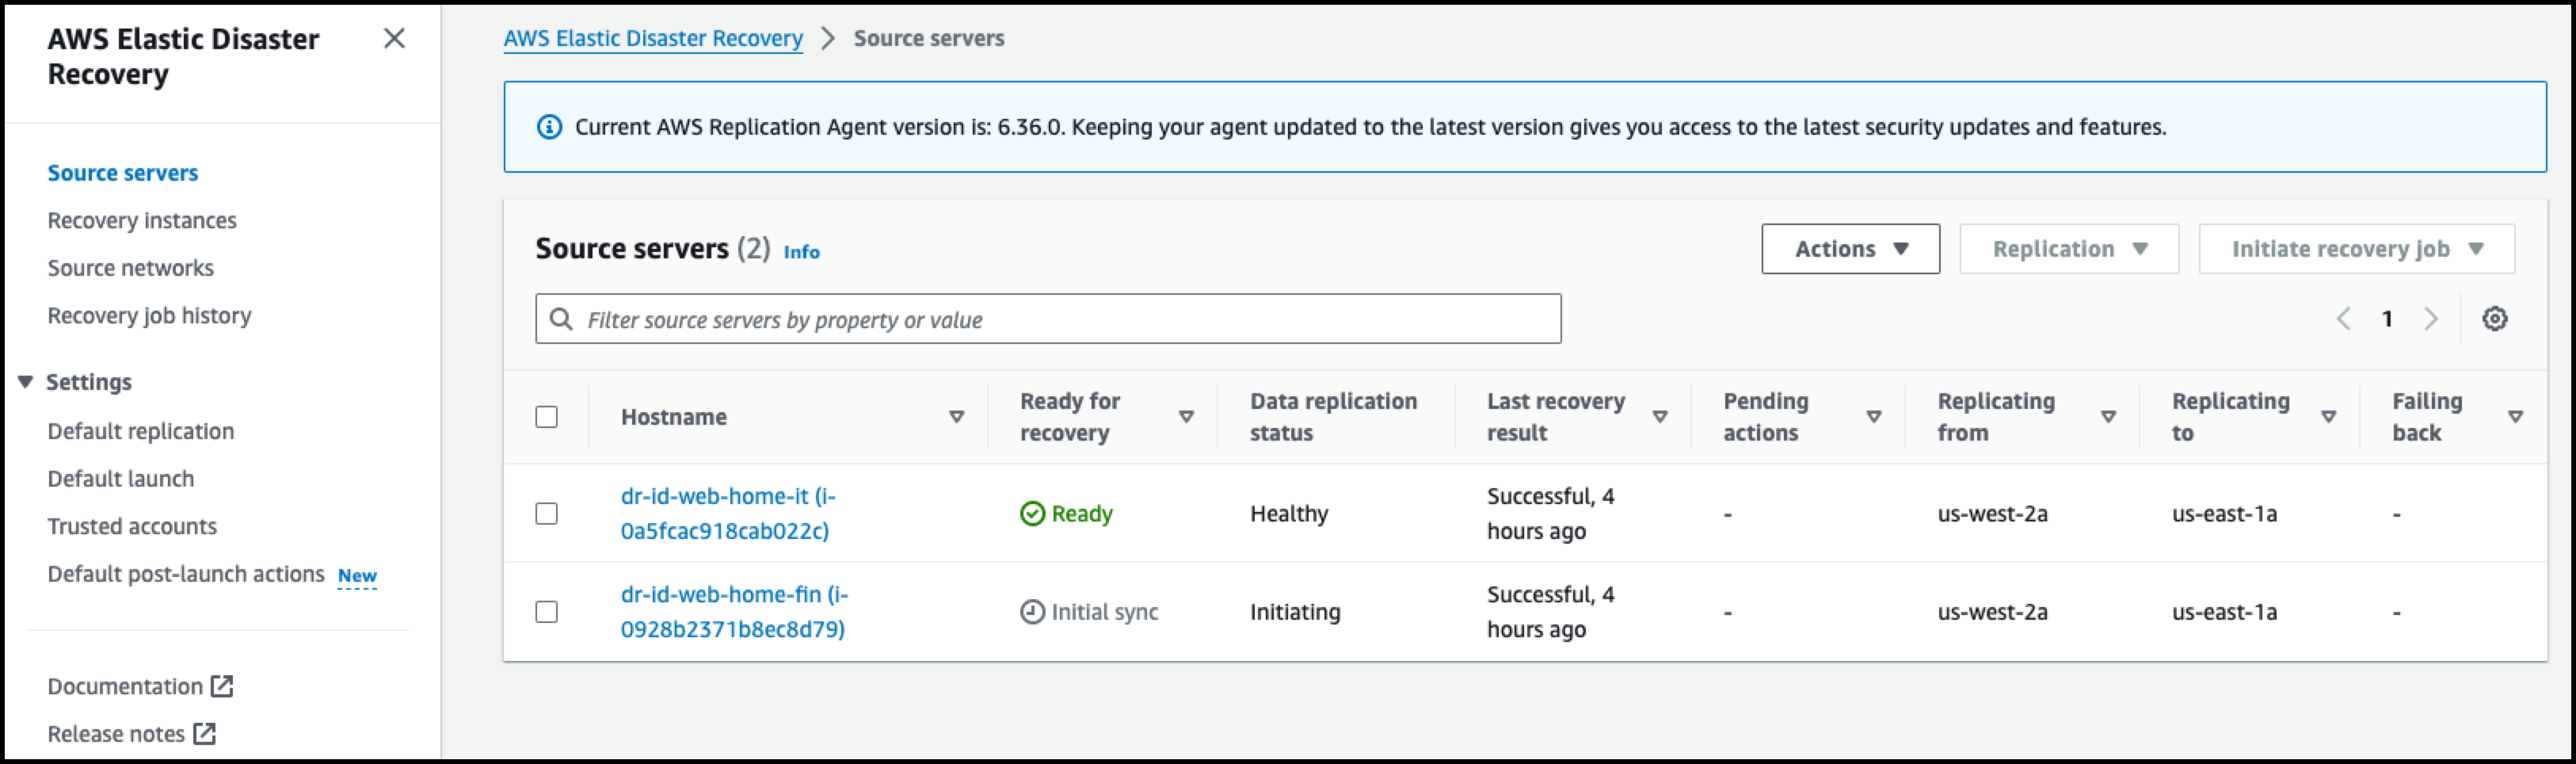 AWS Elastic Disaster
Recovery
Source servers
Recovery instances
Source networks
Recovery job history
Settings
Default replication
Default launch
Trusted accounts
Default post-launch actions New
Documentation
Release notes
AWS Elastic Disaster Recovery > Source servers
Current AWS Replication Agent version is: 6.36.0. Keeping your agent updated to the latest version gives you access to the latest security updates and features.
Source servers (2) Info
Actions Replication Initiate recovery job
Filter source servers by property or value
1
Hostname Ready for recovery Data replication status Last recovery result Pending actions Replicating from Replicating to Failing back
dr-id-web-home-it (i-0a5fcac918cab022c) Ready Healthy Successful, 4 hours ago - us-west-2a us-east-1a -
dr-id-web-home-fin (i-0928b2371b8ec8d79) Initial sync Initiating Successful, 4 hours ago - us-west-2a us-east-1a -